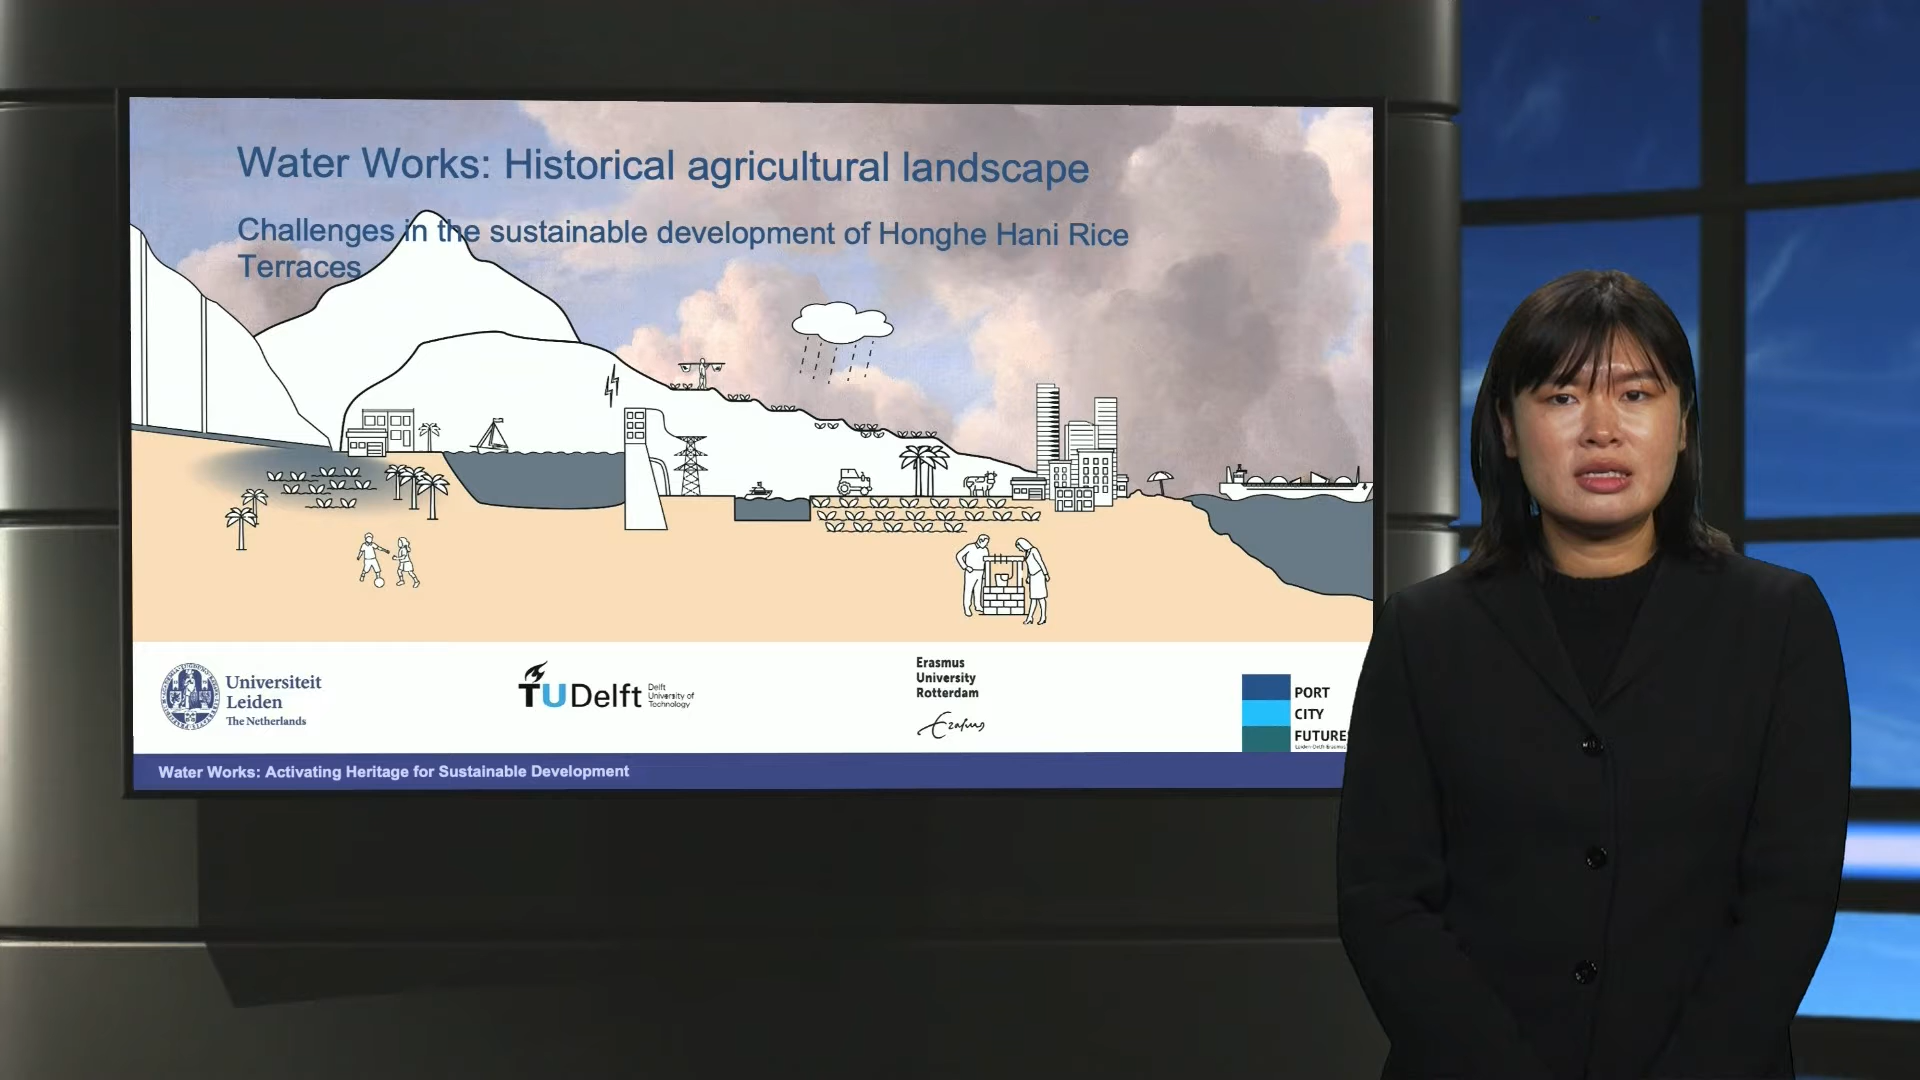 Water Works: Historical agricultural landscape
Challenges in the sustainable development of Honghe Hani Rice
Terraces
Universiteit
Leiden
The Netherlands
TUDelft
Delft
University of
Technology
Erasmus
University
Rotterdam
Erasmus
PORT
CITY
FUTURE
Water Works: Activating Heritage for Sustainable Development